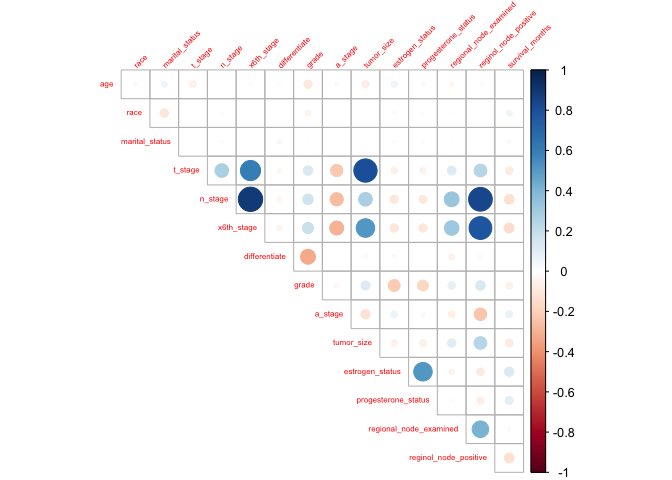 race
marital_status
t_stage
n_stage
x6th_stage
differentiate
grade
a_stage
tumor_size
estrogen_status
progesterone_status
regional_node_examined
reginol_node_positive
survival_months
age
race
marital_status
t_stage
n_stage
x6th_stage
differentiate
grade
a_stage
tumor_size
estrogen_status
progesterone_status
regional_node_examined
reginol_node_positive
1
0.8
0.6
0.4
0.2
0
-0.2
-0.4
-0.6
-0.8
-1